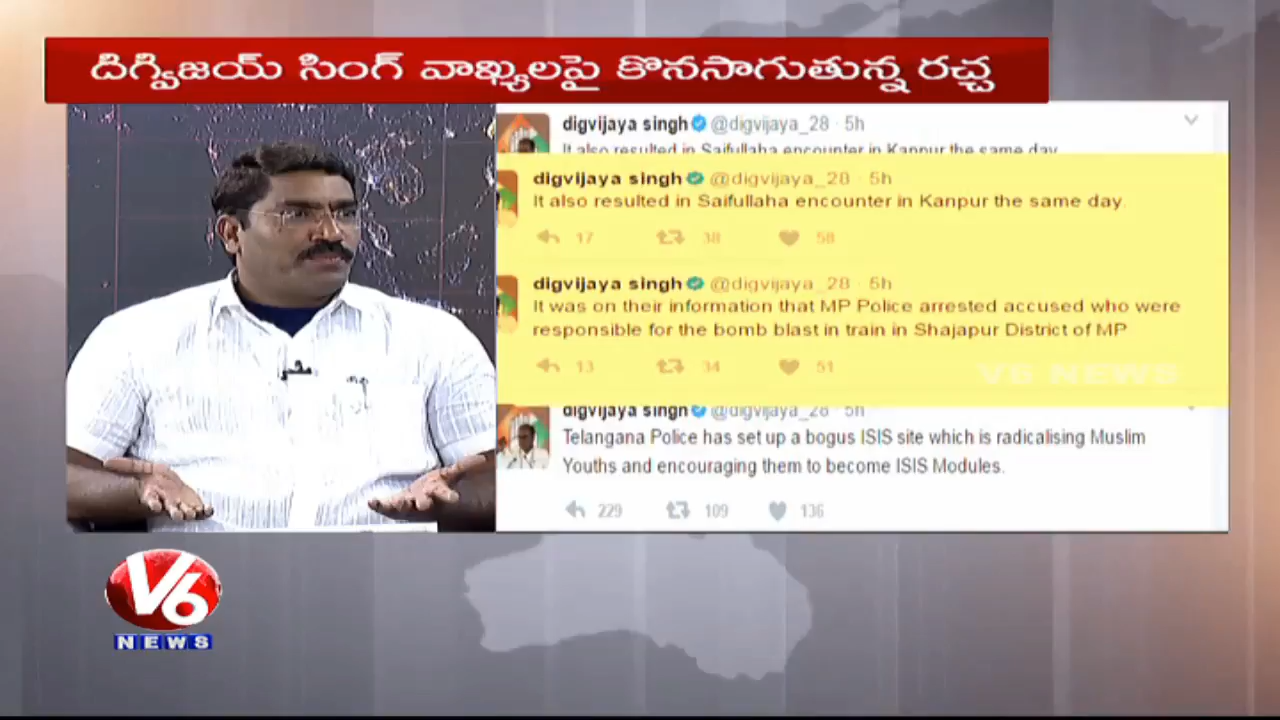 దిగ్విజయ్ సింగ్ వాఖ్యలపై కొనసాగుతున్న రచ్చ
digvijaya singh @digvijaya_28 · 5h
It also resulted in Saifullaha encounter in Kanpur the same day.
digvijaya singh @digvijaya_28 · 5h
It also resulted in Saifullaha encounter in Kanpur the same day.
17 38 58
digvijaya singh @digvijaya_28 · 5h
It was on their information that MP Police arrested accused who were
responsible for the bomb blast in train in Shajapur District of MP
13 34 51
V6 NEWS
digvijaya singh @digvijaya_28 · 5h
Telangana Police has set up a bogus ISIS site which is radicalising Muslim
Youths and encouraging them to become ISIS Modules.
229 109 136
V6
NEWS